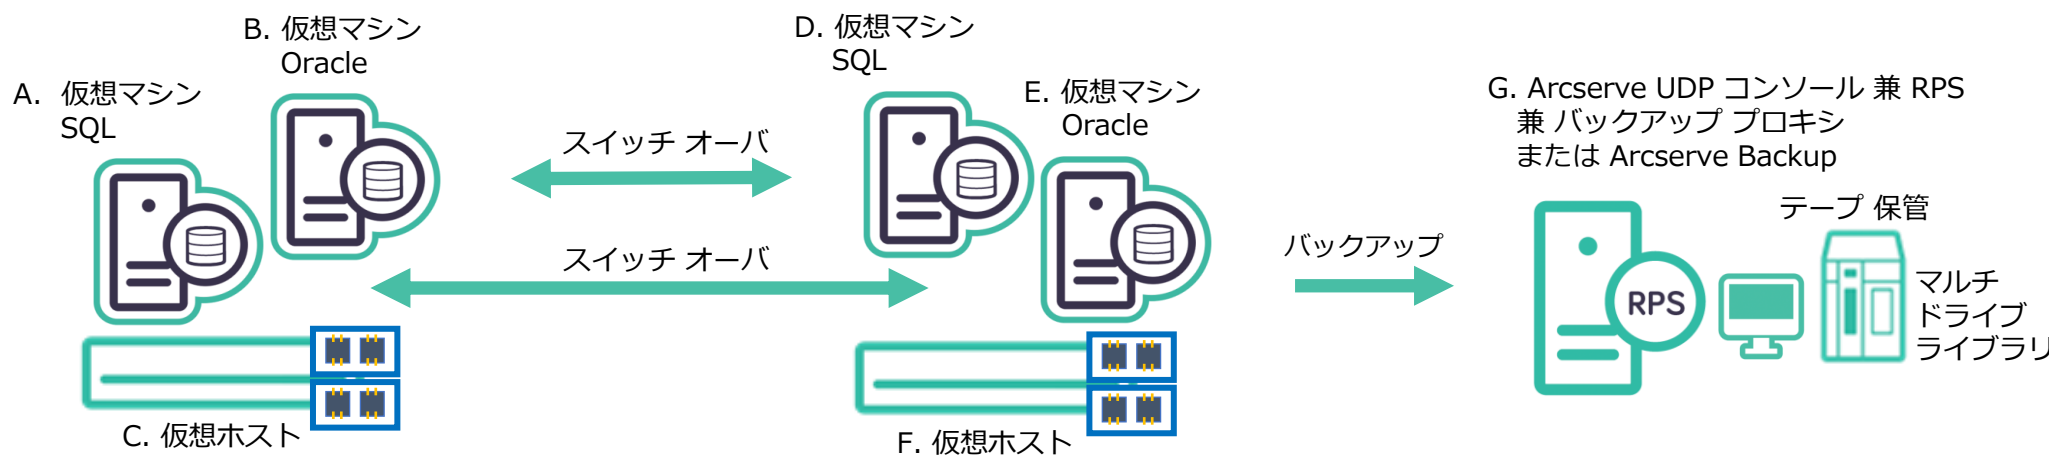 A. 仮想マシン
SQL
B. 仮想マシン
Oracle
C. 仮想ホスト
スイッチ オーバ
スイッチ オーバ
D. 仮想マシン
SQL
E. 仮想マシン
Oracle
F. 仮想ホスト
バックアップ
G. Arcserve UDP コンソール 兼 RPS
兼 バックアップ プロキシ
または Arcserve Backup
RPS
テープ 保管
マルチ
ドライブ
ライブラリ